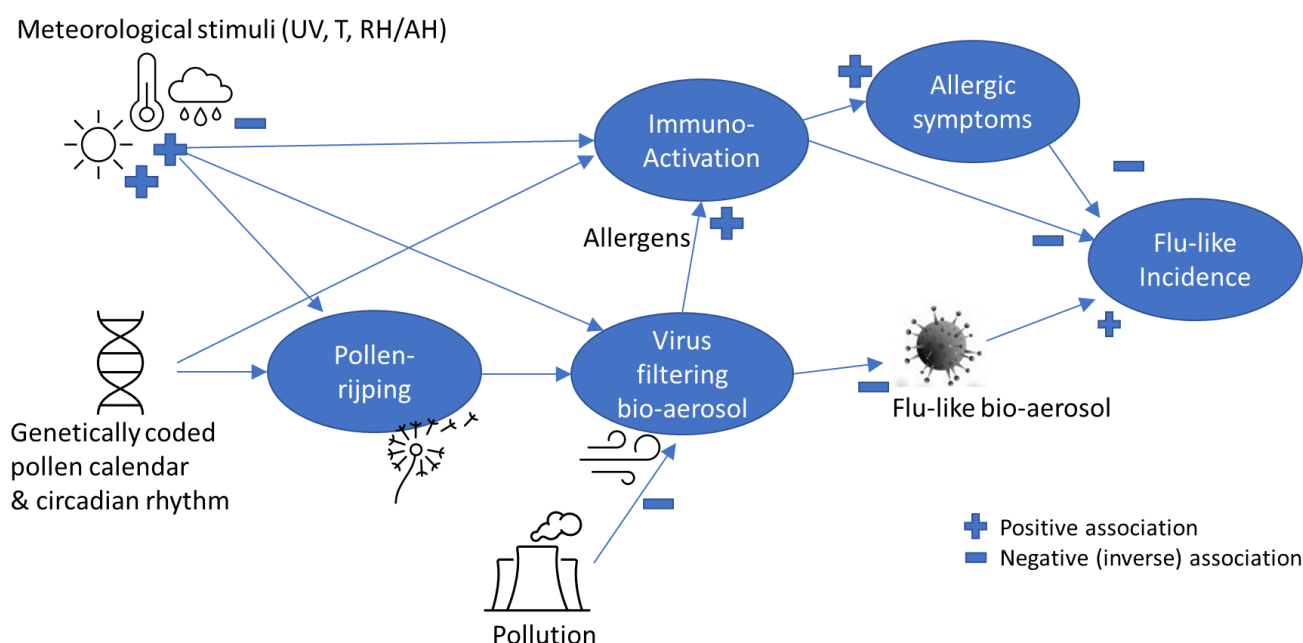 Meteorological stimuli (UV, T, RH/AH)
Immuno-
Activation
Allergic
symptoms
Allergens
Flu-like
Incidence
Pollen-
rijping
Virus
filtering
bio-aerosol
Flu-like bio-aerosol
Genetically coded
pollen calendar
& circadian rhythm
Positive association
Negative (inverse) association
Pollution